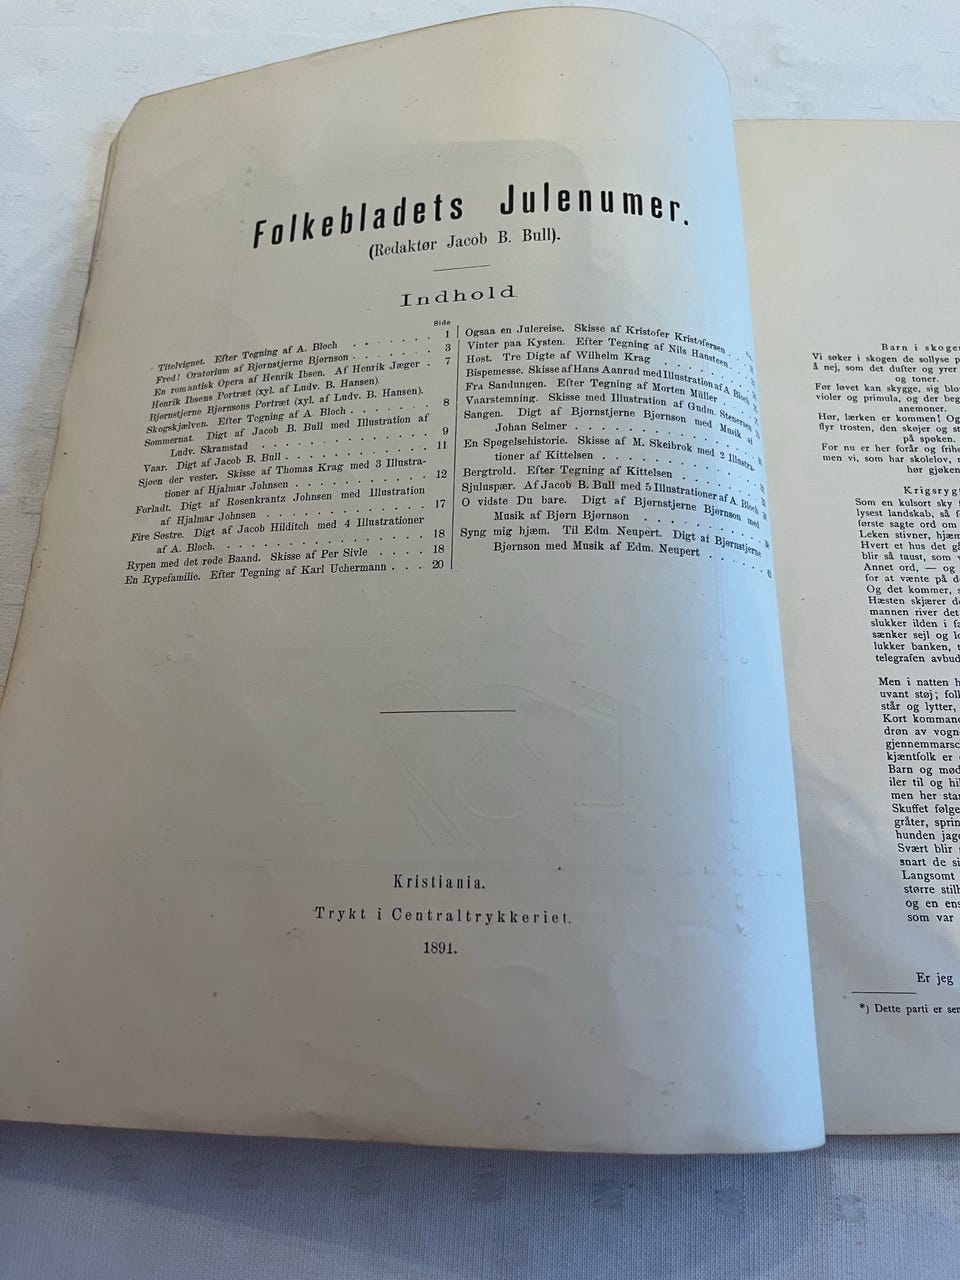 Folkebladets Julenumer.
(Redaktør Jacob B. Bull).
Indhold.
Side
Titelvignet. Efter Tegning af A. Bloch . . . . . . 1
Fred! Oratorium af Bjørnstjerne Bjørnson . . . . . 3
En romantisk Opera af Henrik Ibsen. Af Henrik Jæger . 7
Henrik Ibsens Portræt (xyl. af Ludv. B. Hansen).
Bjørnstjerne Bjørnsons Portræt (xyl. af Ludv. B. Hansen).
Skogskjælven. Efter Tegning af A. Bloch . . . . . . 8
Sommernat. Digt af Jacob B. Bull med Illustration af
Ludv. Skramstad . . . . . . . . . . . 9
Vaar. Digt af Jacob B. Bull . . . . . . . . . 11
Sjøen der vester. Skisse af Thomas Krag med 3 Illustra-
tioner af Hjalmar Johnsen . . . . . . . . 12
Forladt. Digt af Rosenkrantz Johnsen med Illustration
af Hjalmar Johnsen . . . . . . . . . . 17
Fire Søstre. Digt af Jacob Hilditch med 4 Illustrationer
af A. Bloch. . . . . . . . . . . . . 18
Rypen med det røde Baand. Skisse af Per Sivle . . . . 18
En Rypefamilie. Efter Tegning af Karl Uchermann . . . 20
Ogsaa en Julereise. Skisse af Kristofer Kristofersen . .
Vinter paa Kysten. Efter Tegning af Nils Hansteen . .
Høst. Tre Digte af Wilhelm Krag . . . . . . .
Bispemesse. Skisse af Hans Aanrud med Illustration af A. Bloch
Fra Sandungen. Efter Tegning af Morten Müller . .
Vaarstemning. Skisse med Illustration af Gudm. Stenersen
Sangen. Digt af Bjørnstjerne Bjørnson med Musik af
Johan Selmer . . . . . . . . . . .
En Spøgelsehistorie. Skisse af M. Skeibrok med 2 Illustra-
tioner af Kittelsen . . . . . . . . . .
Bergtrold. Efter Tegning af Kittelsen . . . . . .
Sjuluspær. Af Jacob B. Bull med 5 Illustrationer af A. Bloch
O vidste Du bare. Digt af Bjørnstjerne Bjørnson med
Musik af Bjørn Bjørnson . . . . . . . .
Syng mig hjæm. Til Edm. Neupert. Digt af Bjørnstjerne
Bjørnson med Musik af Edm. Neupert . . . . . .
Kristiania.
Trykt i Centraltrykkeriet.
1891.
Barn i skogen
Vi søker i skogen de sollyse p
å nej, som det dufter og yrer
og toner.
Før løvet kan skygge, sig blo
violer og primula, og der beg
anemoner.
Hør, lærken er kommen! Og
flyr trosten, den skøjer og st
på spøken.
For nu er her forår og frihe
men vi, som har skolelov, r
hør gjøken
Krigsryg
Som en kulsort sky
lysest landskab, så f
første sagte ord om
Leken stivner, hjæm
Hvert et hus det gå
blir så taust, som v
Annet ord, — og
for at vænte på d
Og det kommer, s
Hæsten skjærer de
mannen river det
slukker ilden i fa
sænker sejl og lo
lukker banken, t
telegrafen avbud
Men i natten h
uvant støj; folk
står og lytter,
Kort kommand
drøn av vogn
gjennemmarsc
kjæntfolk er
Barn og mød
iler til og hil
men her stan
Skuffet følge
gråter, sprin
hunden jage
Svært blir
snart de si
Langsomt
større stilh
og en ens
som var
Er jeg
*) Dette parti er sen